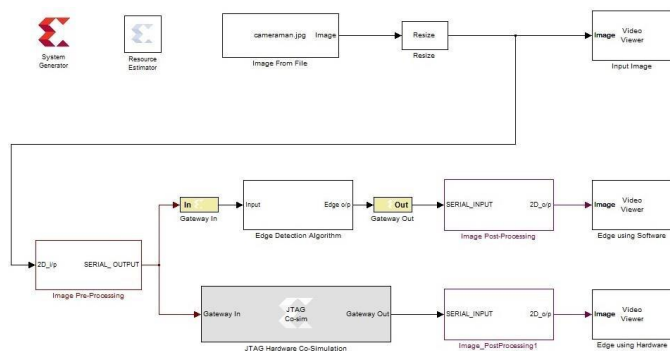 System
Generator
Resource
Estimator
cameraman.jpg Image
Image From File
Resize
Resize
Image Video
Viewer
Input Image
In
Gateway In
Input Edge o/p
Edge Detection Algorithm
Out
Gateway Out
SERIAL_INPUT 2D_o/p
Image Post-Processing
Image Video
Viewer
Edge using Software
2D_i/p SERIAL_ OUTPUT
Image Pre-Processing
Gateway In JTAG
Co-sim Gateway Out
JTAG Hardware Co-Simulation
SERIAL_INPUT 2D_o/p
Image_PostProcessing1
Image Video
Viewer
Edge using Hardware